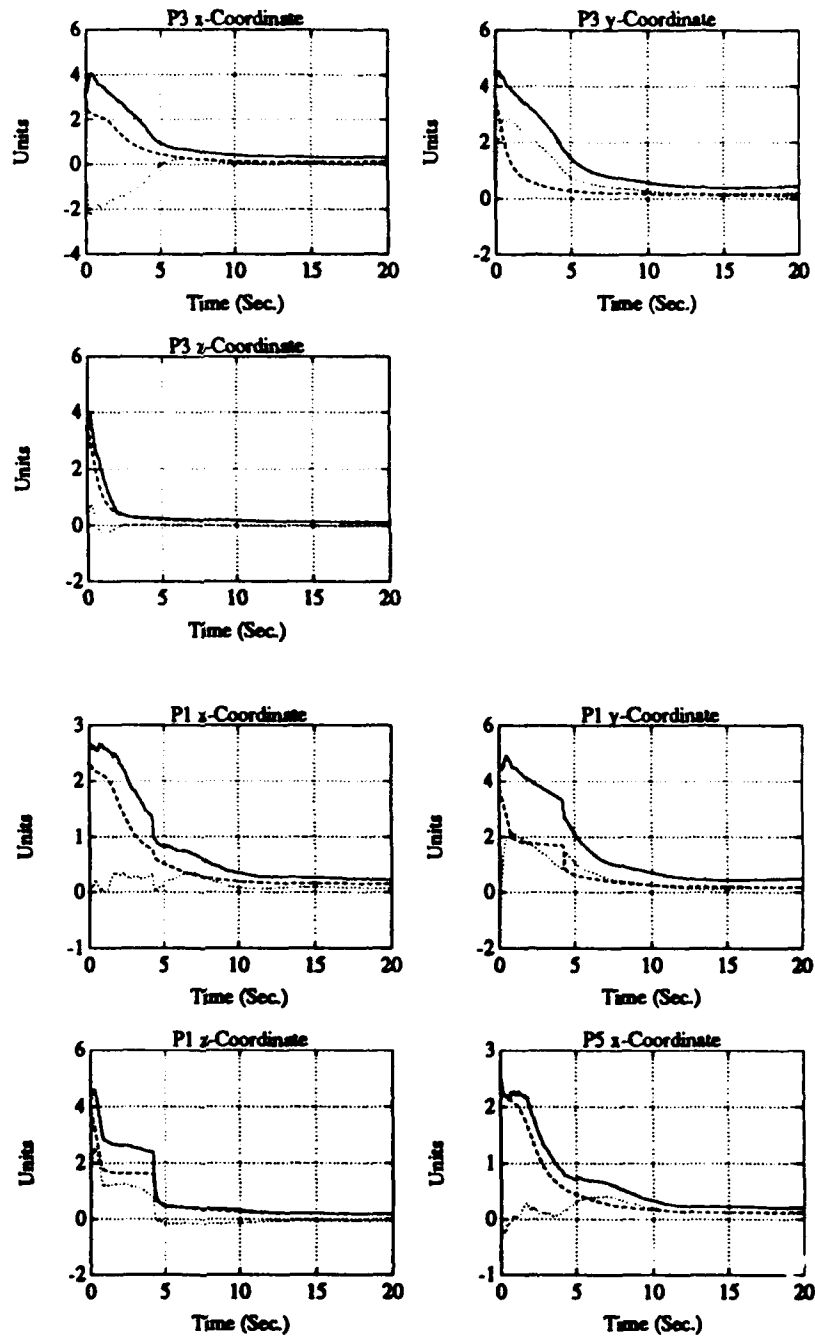 P3 x-Coordinate
6
4
2
0
-2
-4
Units
0 5 10 15 20
Time (Sec.)
P3 y-Coordinate
6
4
2
0
-2
Units
0 5 10 15 20
Time (Sec.)
P3 z-Coordinate
6
4
2
0
-2
Units
0 5 10 15 20
Time (Sec.)
P1 x-Coordinate
3
2
1
0
-1
Units
0 5 10 15 20
Time (Sec.)
P1 y-Coordinate
6
4
2
0
-2
Units
0 5 10 15 20
Time (Sec.)
P1 z-Coordinate
6
4
2
0
-2
Units
0 5 10 15 20
Time (Sec.)
P5 x-Coordinate
3
2
1
0
-1
Units
0 5 10 15 20
Time (Sec.)